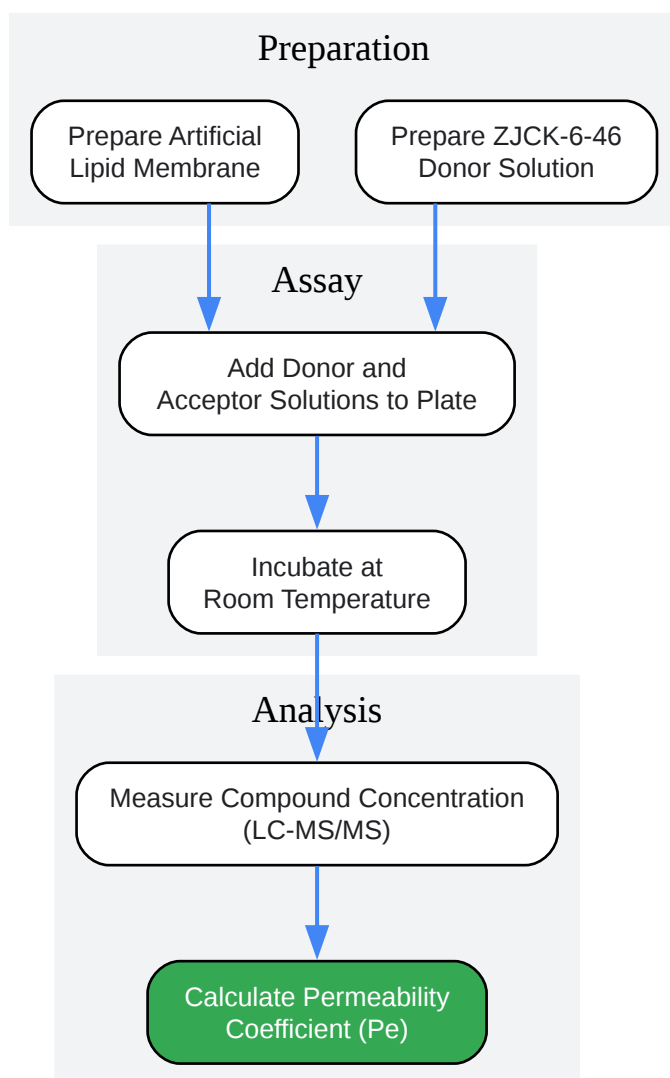 Preparation
Prepare Artificial
Lipid Membrane
Prepare ZJCK-6-46
Donor Solution
Assay
Add Donor and
Acceptor Solutions to Plate
Incubate at
Room Temperature
Analysis
Measure Compound Concentration
(LC-MS/MS)
Calculate Permeability
Coefficient (Pe)